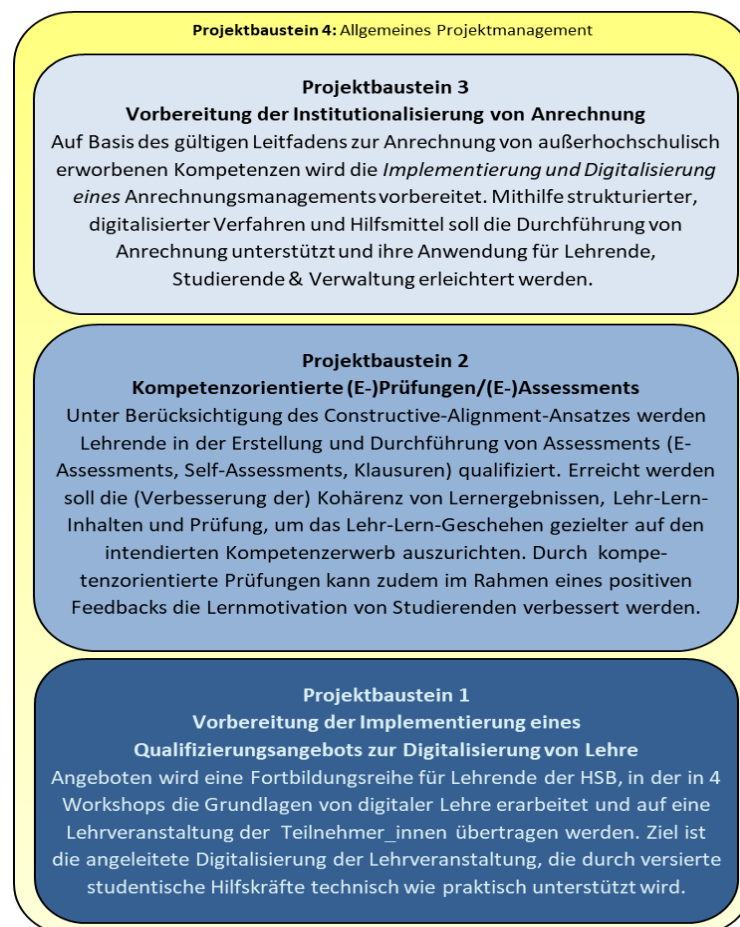 Projektbaustein 4: Allgemeines Projektmanagement
Projektbaustein 3
Vorbereitung der Institutionalisierung von Anrechnung
Auf Basis des gültigen Leitfadens zur Anrechnung von außerhochschulisch
erworbenen Kompetenzen wird die Implementierung und Digitalisierung
eines Anrechnungsmanagements vorbereitet. Mithilfe strukturierter,
digitalisierter Verfahren und Hilfsmittel soll die Durchführung von
Anrechnung unterstützt und ihre Anwendung für Lehrende,
Studierende & Verwaltung erleichtert werden.
Projektbaustein 2
Kompetenzorientierte (E-)Prüfungen/(E-)Assessments
Unter Berücksichtigung des Constructive-Alignment-Ansatzes werden
Lehrende in der Erstellung und Durchführung von Assessments (E-
Assessments, Self-Assessments, Klausuren) qualifiziert. Erreicht werden
soll die (Verbesserung der) Kohärenz von Lernergebnissen, Lehr-Lern-
Inhalten und Prüfung, um das Lehr-Lern-Geschehen gezielter auf den
intendierten Kompetenzerwerb auszurichten. Durch kompe-
tenzorientierte Prüfungen kann zudem im Rahmen eines positiven
Feedbacks die Lernmotivation von Studierenden verbessert werden.
Projektbaustein 1
Vorbereitung der Implementierung eines
Qualifizierungsangebots zur Digitalisierung von Lehre
Angeboten wird eine Fortbildungsreihe für Lehrende der HSB, in der in 4
Workshops die Grundlagen von digitaler Lehre erarbeitet und auf eine
Lehrveranstaltung der Teilnehmer_innen übertragen werden. Ziel ist
die angeleitete Digitalisierung der Lehrveranstaltung, die durch versierte
studentische Hilfskräfte technisch wie praktisch unterstützt wird.